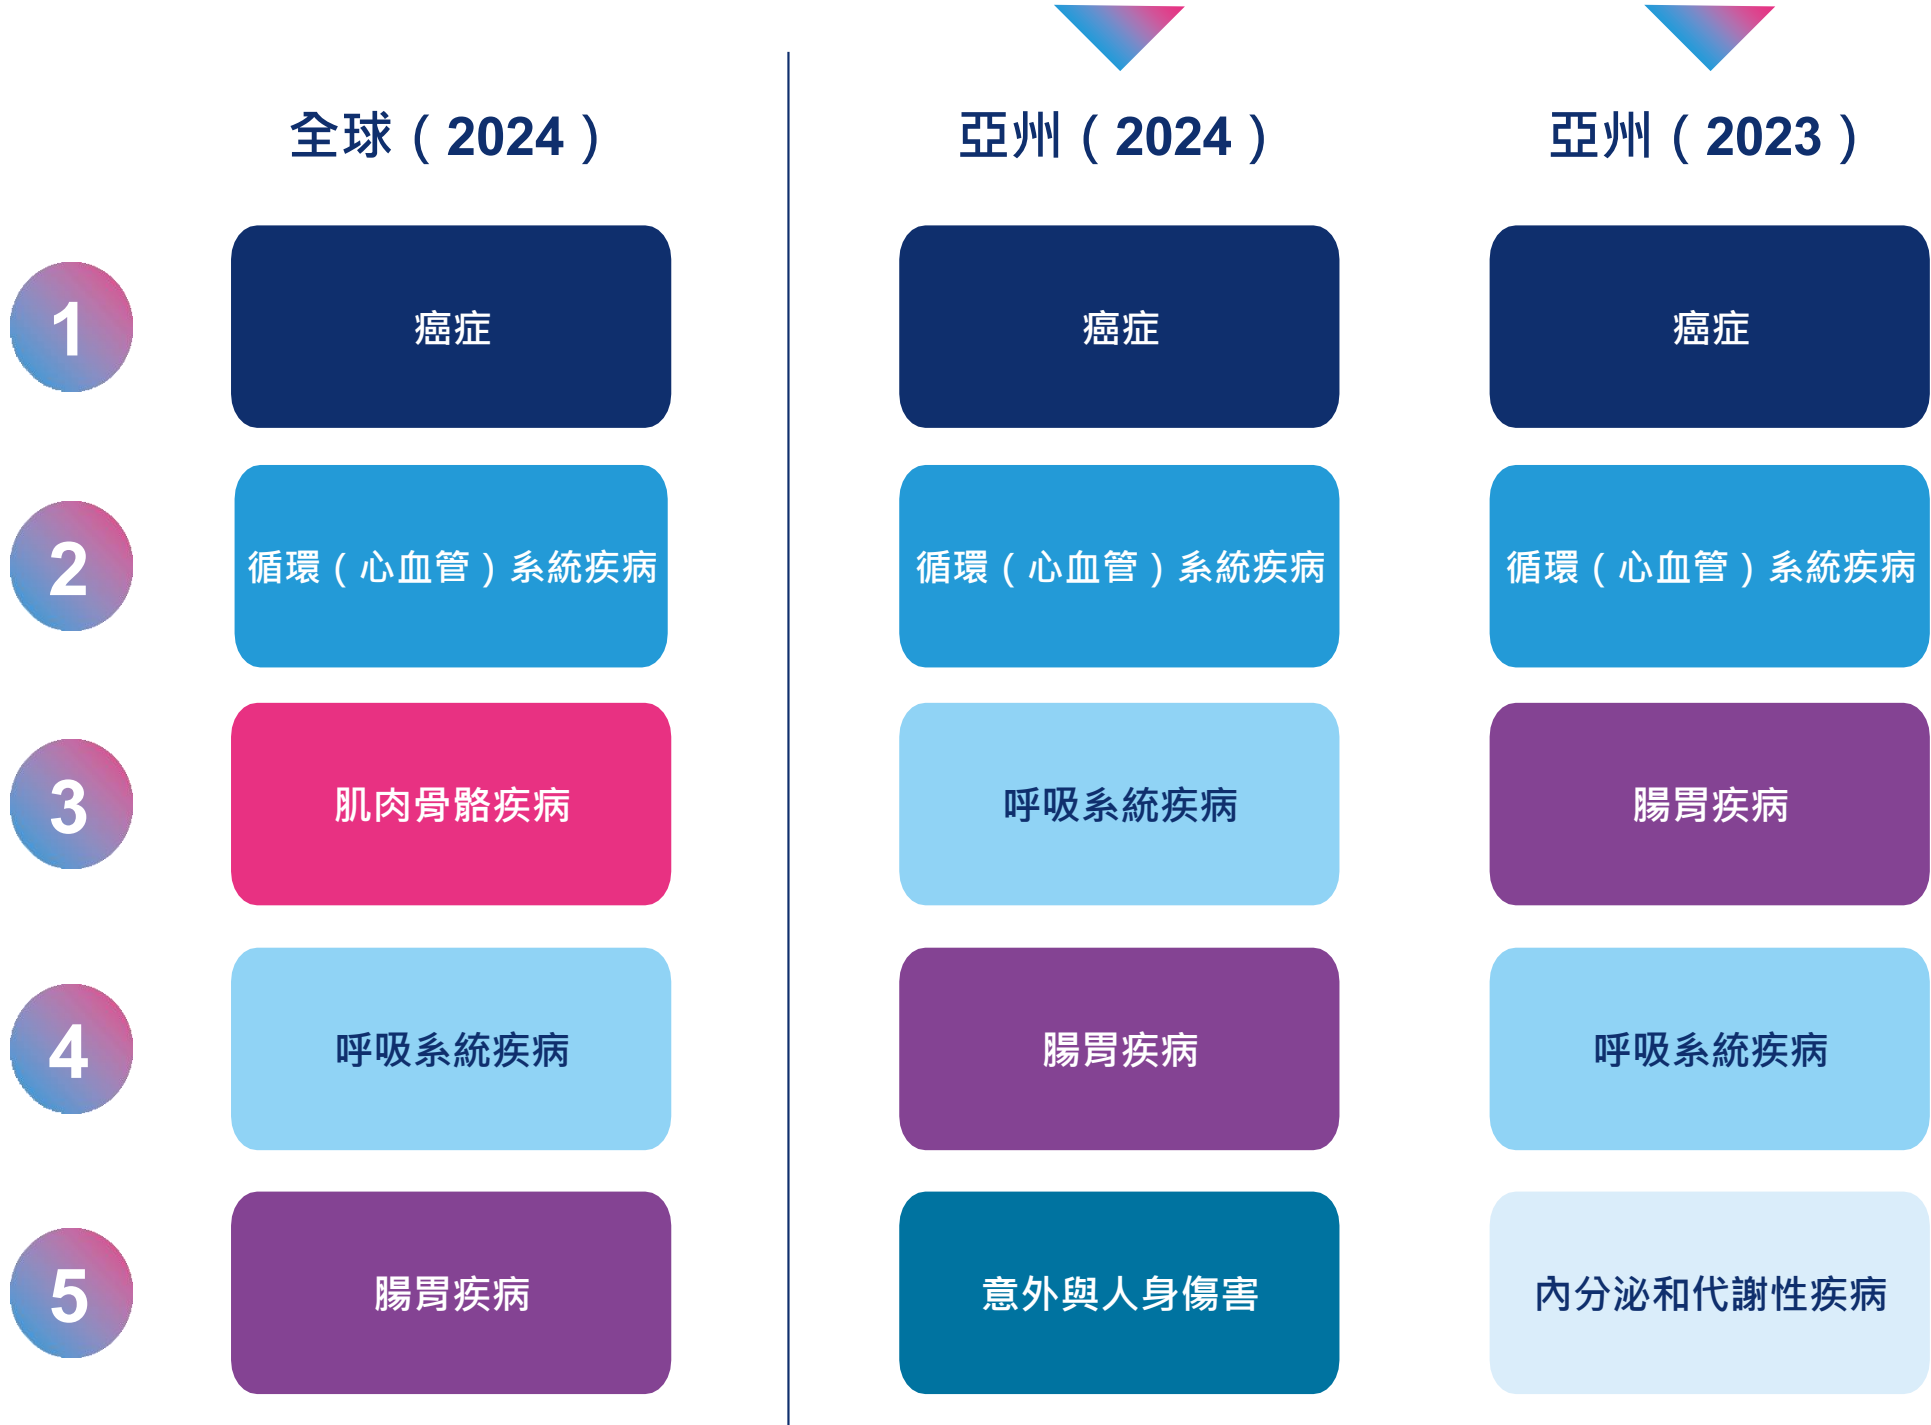 全球（2024）
亞州（2024）
亞州（2023）
1
癌症
癌症
癌症
2
循環（心血管）系統疾病
循環（心血管）系統疾病
循環（心血管）系統疾病
3
肌肉骨骼疾病
呼吸系統疾病
腸胃疾病
4
呼吸系統疾病
腸胃疾病
呼吸系統疾病
5
腸胃疾病
意外與人身傷害
內分泌和代謝性疾病